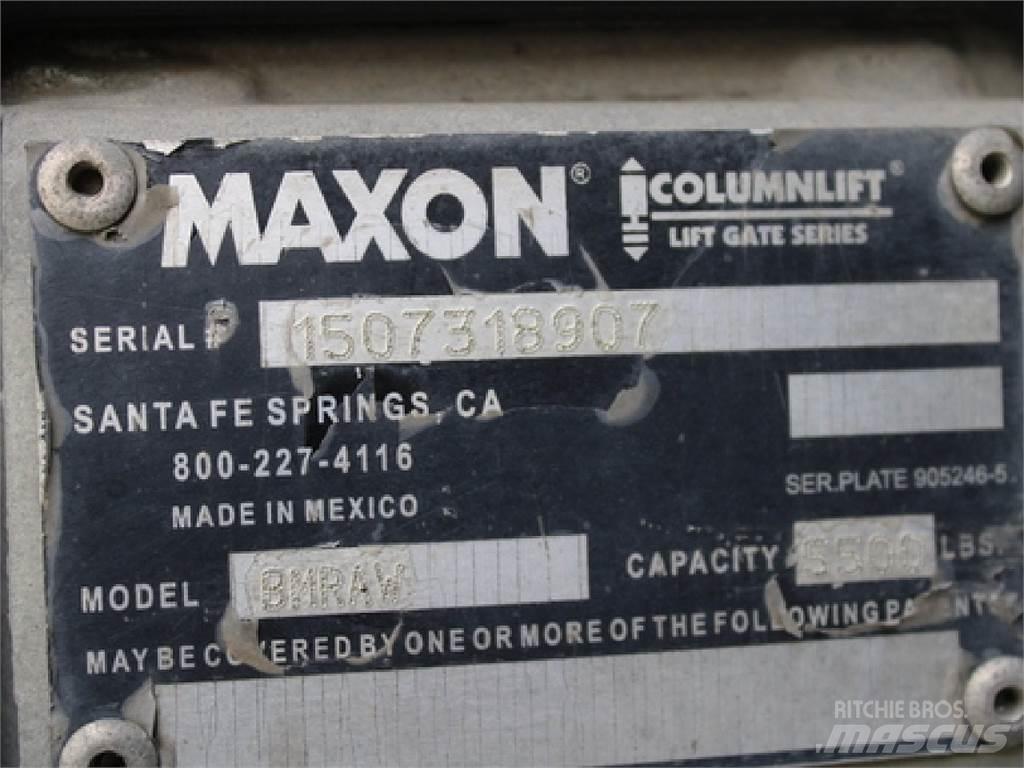 MAXON® COLUMNLIFT®
LIFT GATE SERIES
SERIAL # 1507318907
SANTA FE SPRINGS, CA
800-227-4116
SER.PLATE 905246-5
MADE IN MEXICO
CAPACITY 5500 LBS.
MODEL BMRAW
MAY BE COVERED BY ONE OR MORE OF THE FOLLOWING PATENTS:
RITCHIE BROS.
MASCUS